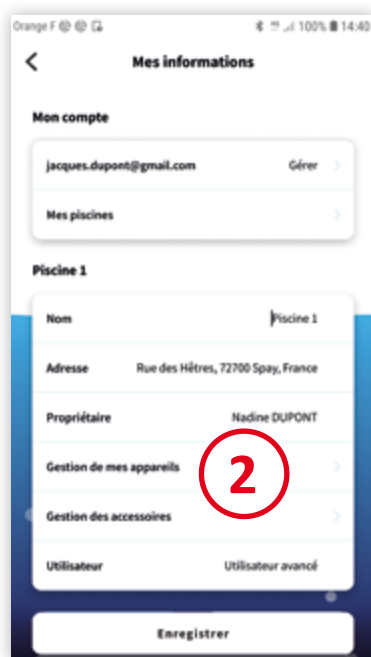 Orange F 100% 14:40
Mes informations
Mon compte
jacques.dupont@gmail.com Gérer
Mes piscines
Piscine 1
Nom Piscine 1
Adresse Rue des Hêtres, 72700 Spay, France
Propriétaire Nadine DUPONT
Gestion de mes appareils
2
Gestion des accessoires
Utilisateur Utilisateur avancé
Enregistrer